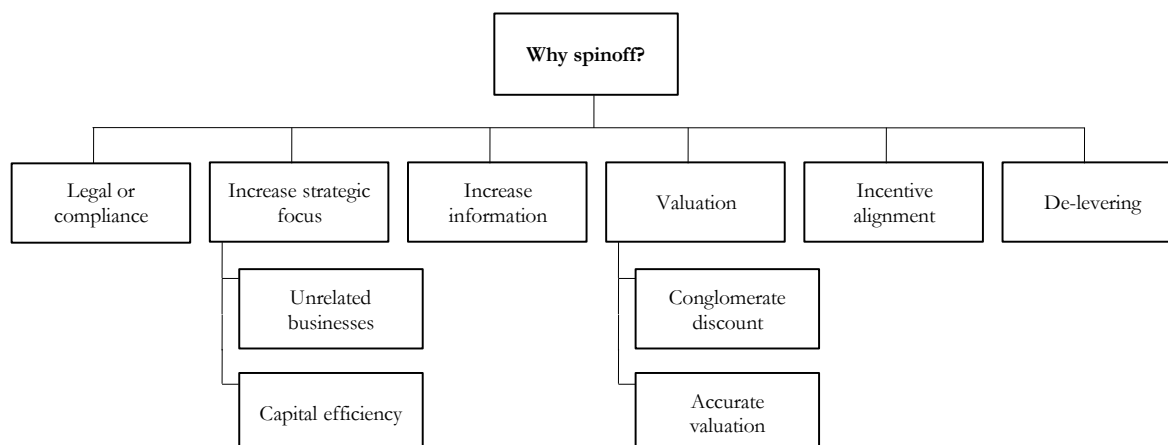 Why spinoff?
Legal or
compliance
Increase strategic
focus
Increase
information
Valuation
Incentive
alignment
De-levering
Unrelated
businesses
Capital efficiency
Conglomerate
discount
Accurate
valuation